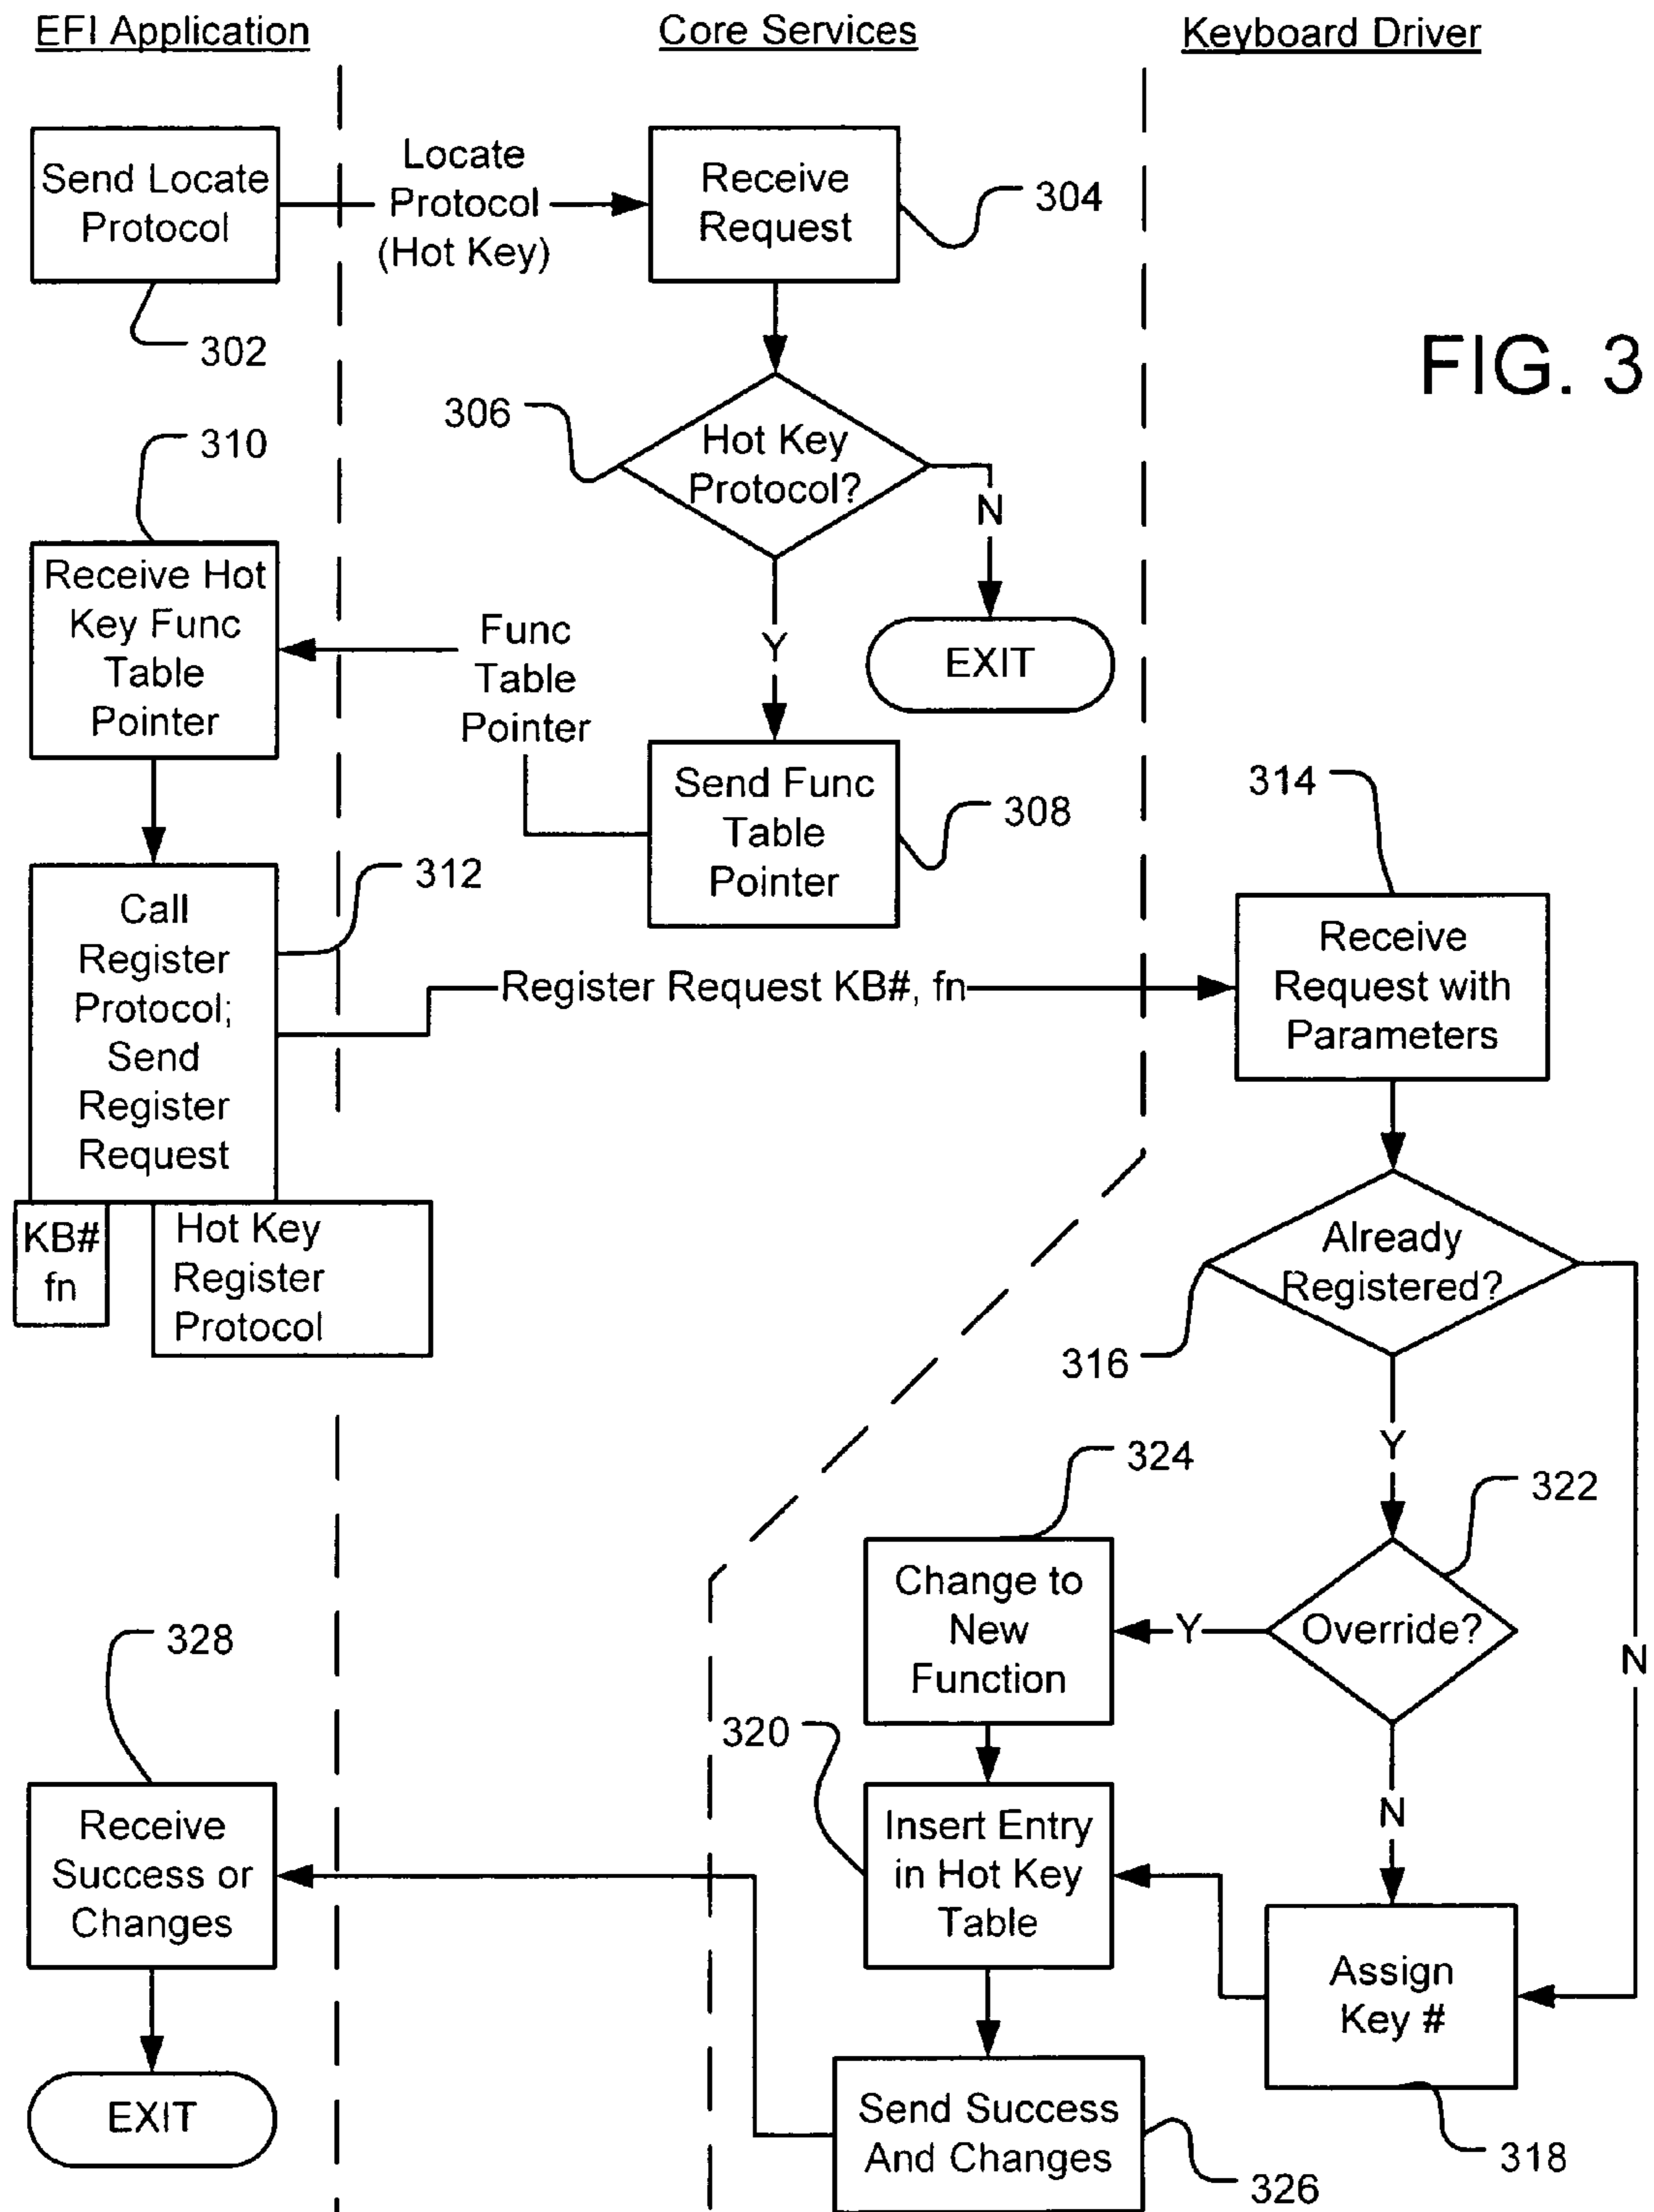 EFI Application
Core Services
Keyboard Driver
Send Locate
Protocol
302
Locate
Protocol
(Hot Key)
Receive
Request
304
FIG. 3
306
Hot Key
Protocol?
N
EXIT
Y
310
Receive Hot
Key Func
Table
Pointer
Func
Table
Pointer
Send Func
Table
Pointer
308
312
Call
Register
Protocol;
Send
Register
Request
KB#
fn
Hot Key
Register
Protocol
Register Request KB#, fn
314
Receive
Request with
Parameters
Already
Registered?
316
Y
N
322
Override?
Y
N
324
Change to
New
Function
320
Insert Entry
in Hot Key
Table
Assign
Key #
318
Send Success
And Changes
326
328
Receive
Success or
Changes
EXIT